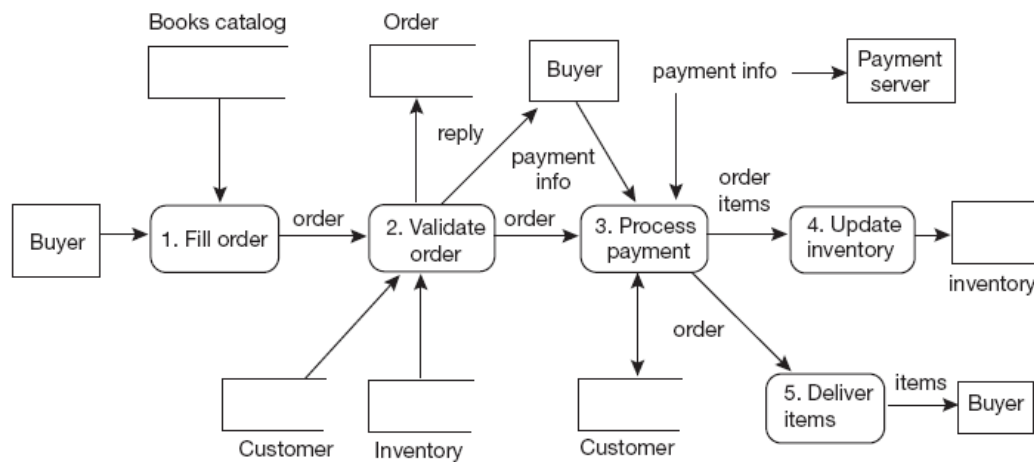 Books catalog
Order
Buyer
payment info
Payment
server
reply
payment
info
order
items
Buyer
1. Fill order
order
2. Validate
order
order
3. Process
payment
4. Update
inventory
inventory
order
Customer
Inventory
Customer
5. Deliver
items
items
Buyer